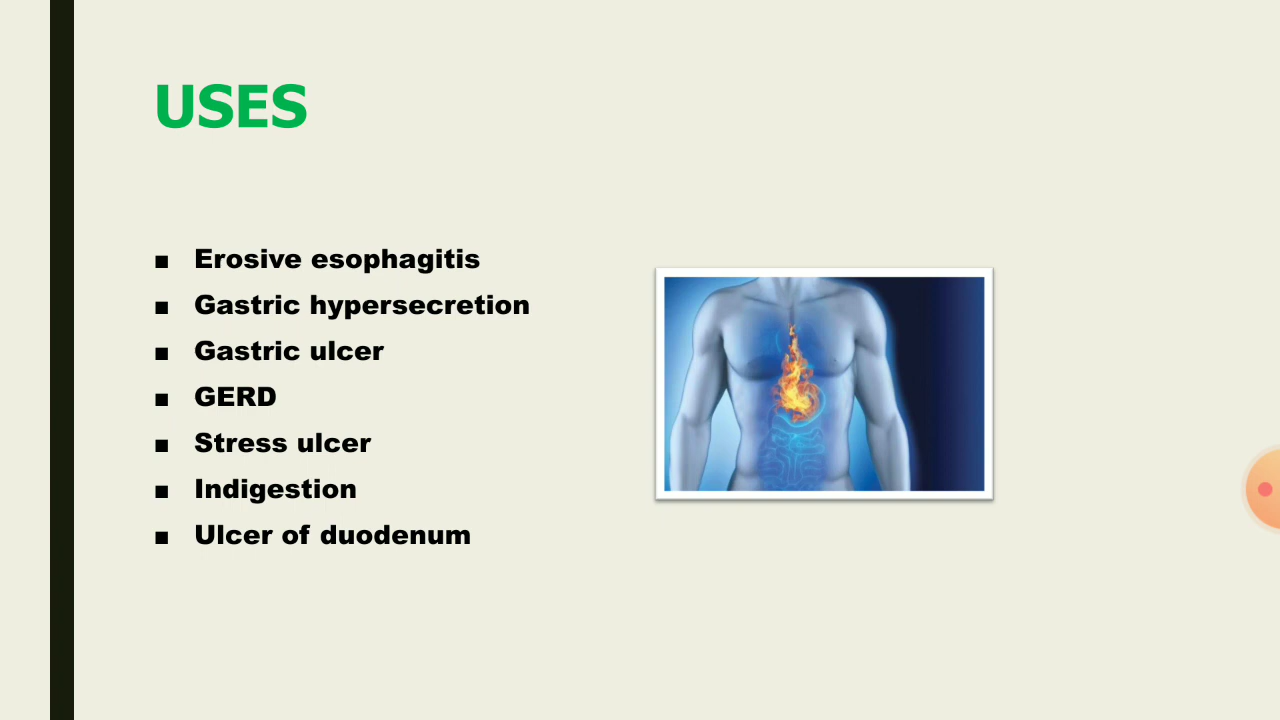 USES
▪ Erosive esophagitis
▪ Gastric hypersecretion
▪ Gastric ulcer
▪ GERD
▪ Stress ulcer
▪ Indigestion
▪ Ulcer of duodenum